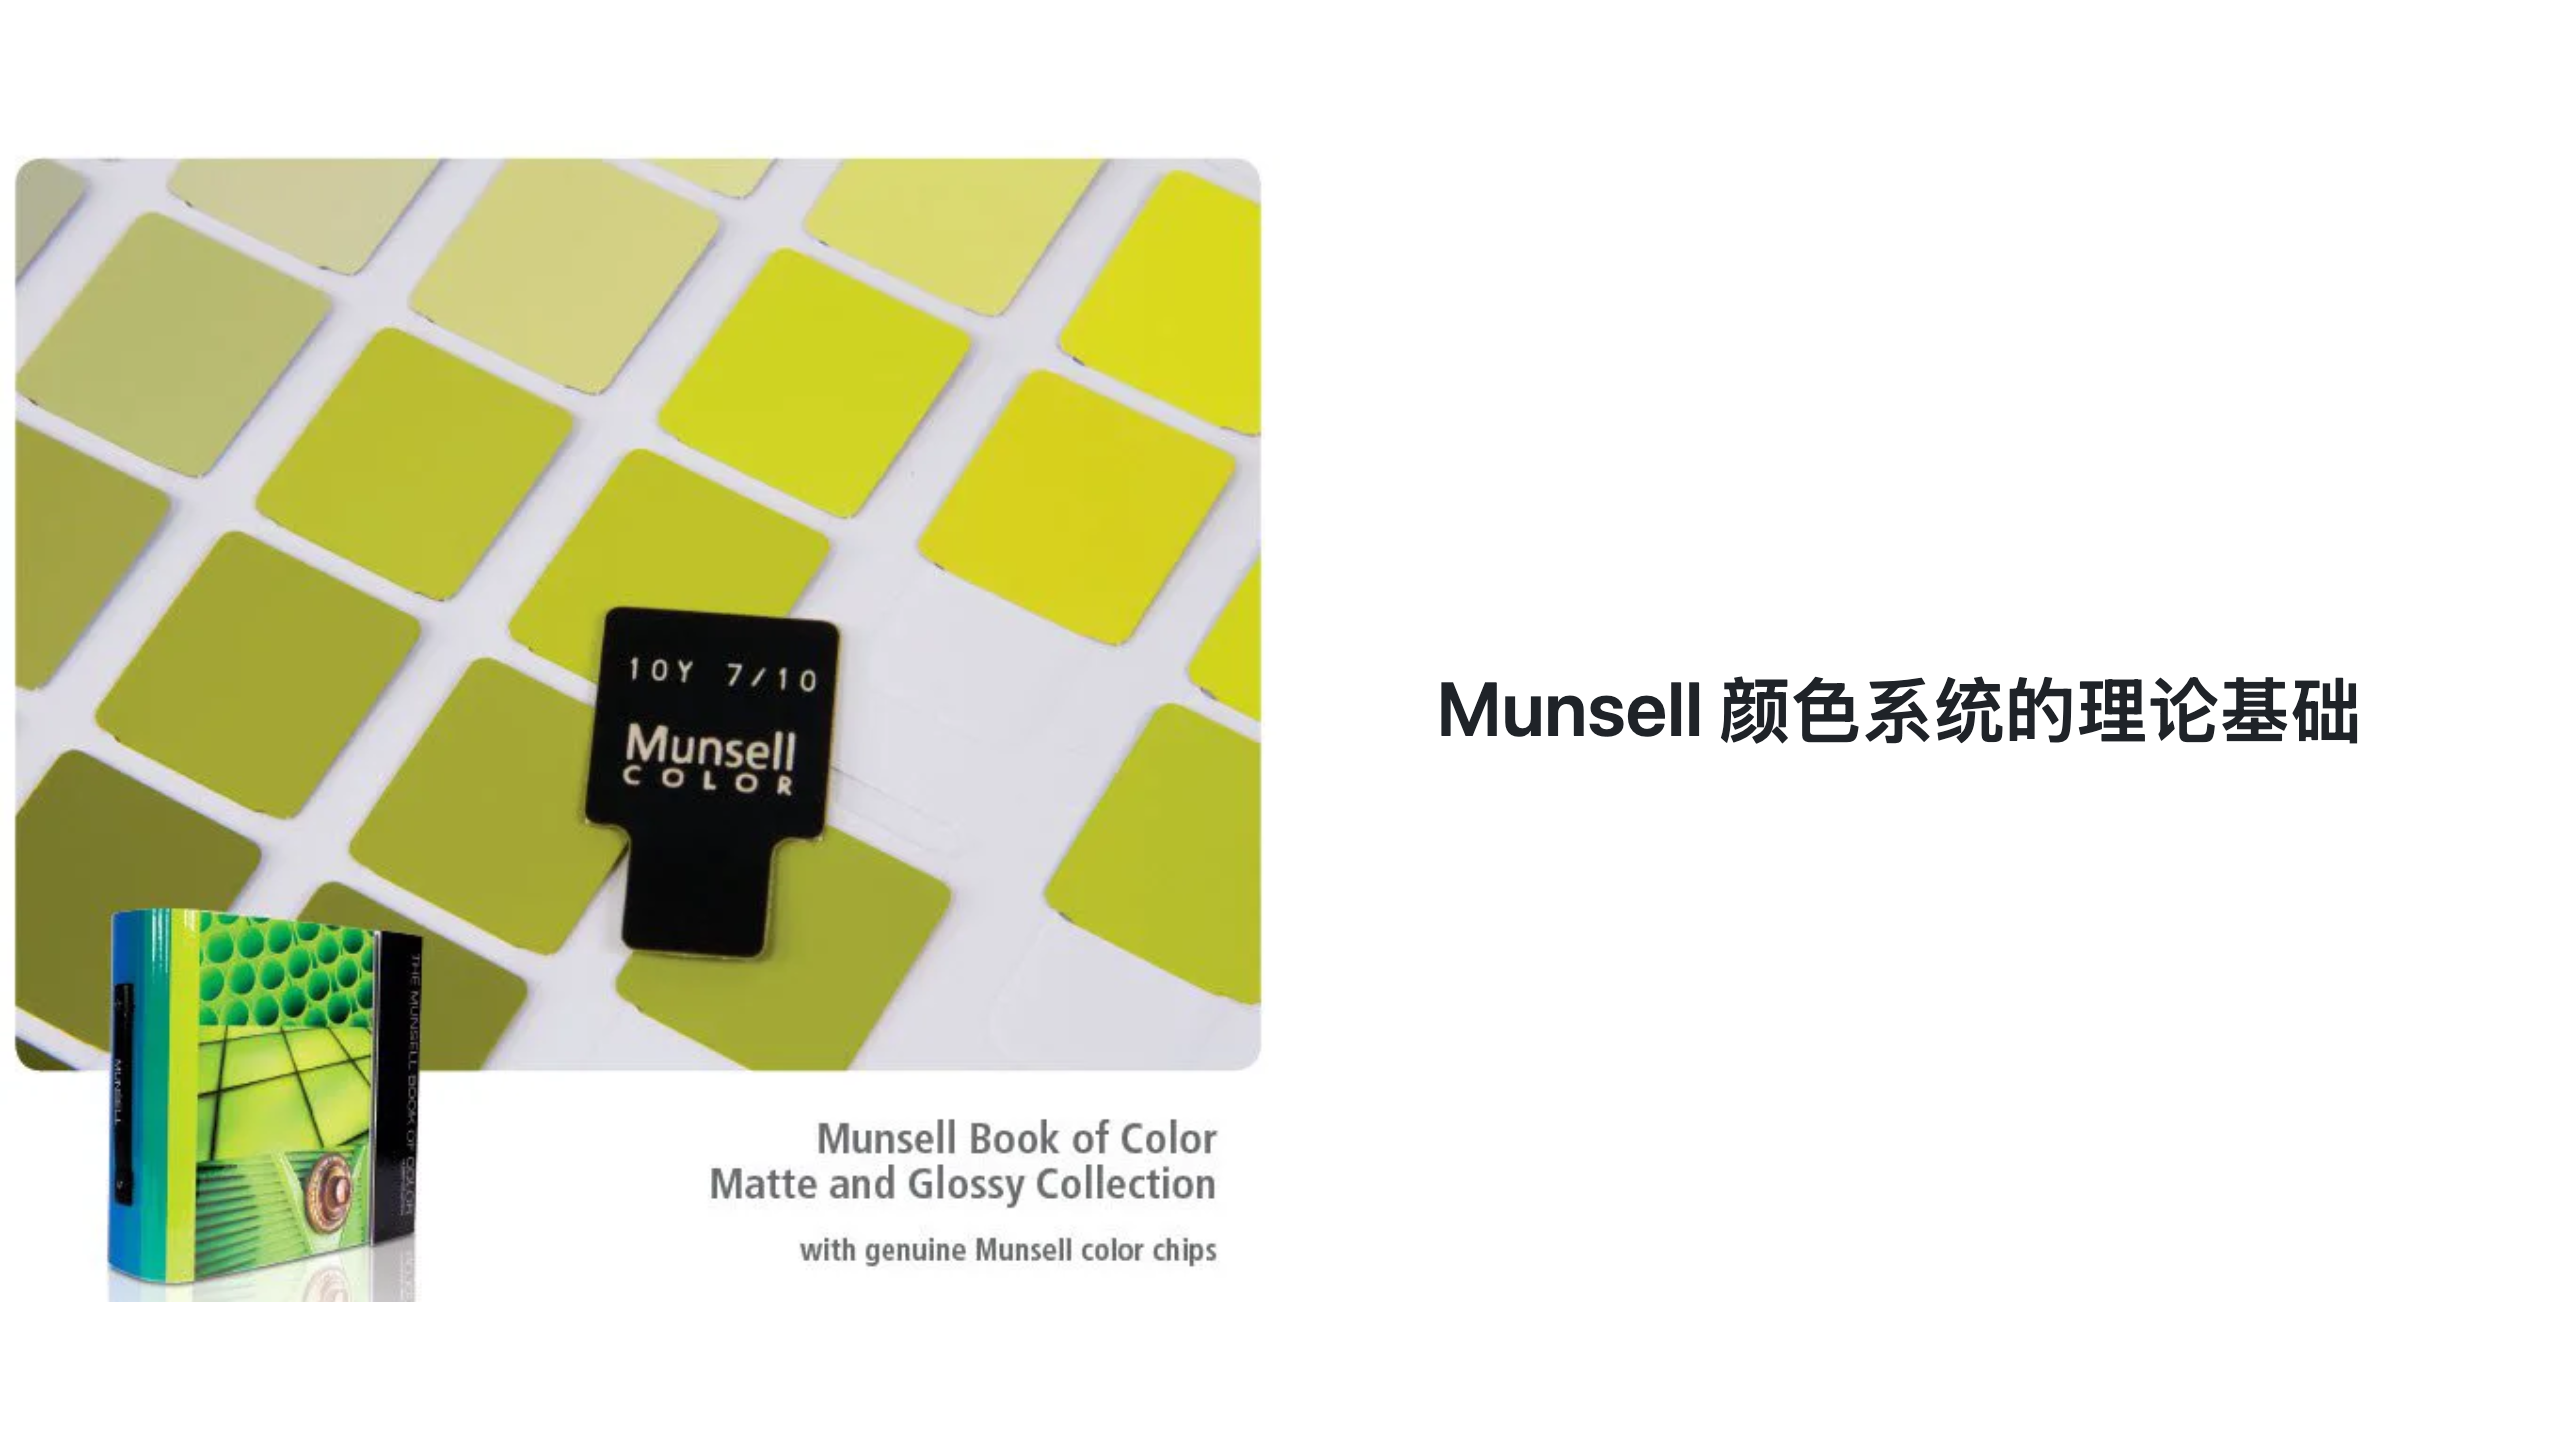 10Y 7/10
Munsell
COLOR
THE MUNSELL BOOK OF COLOR
MUNSELL
Munsell Book of Color
Matte and Glossy Collection
with genuine Munsell color chips
Munsell 颜色系统的理论基础